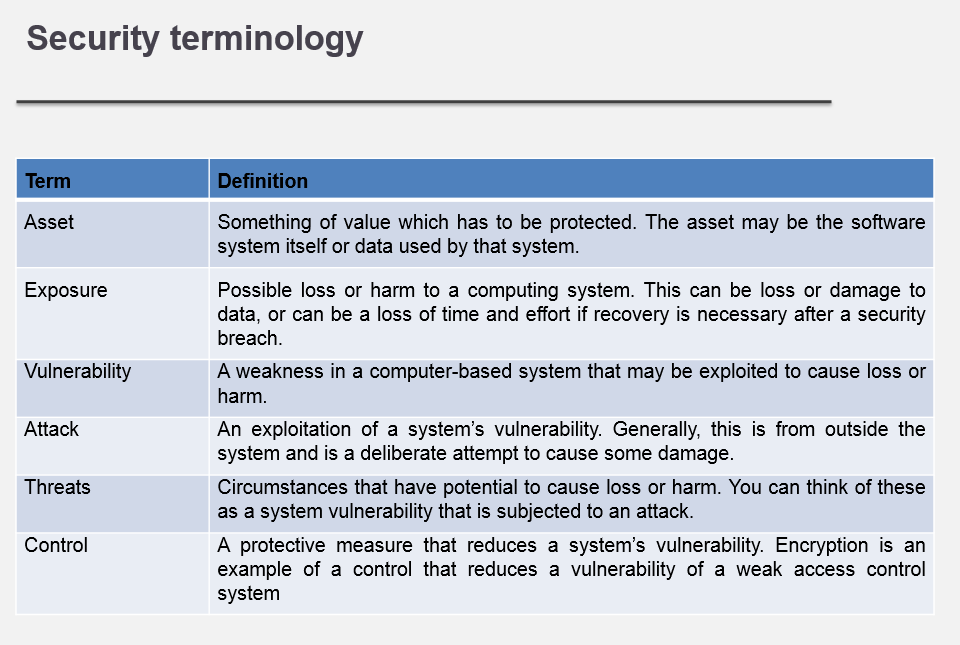 Security terminology
Term Definition
Asset Something of value which has to be protected. The asset may be the software
system itself or data used by that system.
Exposure Possible loss or harm to a computing system. This can be loss or damage to
data, or can be a loss of time and effort if recovery is necessary after a security
breach.
Vulnerability A weakness in a computer-based system that may be exploited to cause loss or
harm.
Attack An exploitation of a system’s vulnerability. Generally, this is from outside the
system and is a deliberate attempt to cause some damage.
Threats Circumstances that have potential to cause loss or harm. You can think of these
as a system vulnerability that is subjected to an attack.
Control A protective measure that reduces a system’s vulnerability. Encryption is an
example of a control that reduces a vulnerability of a weak access control
system